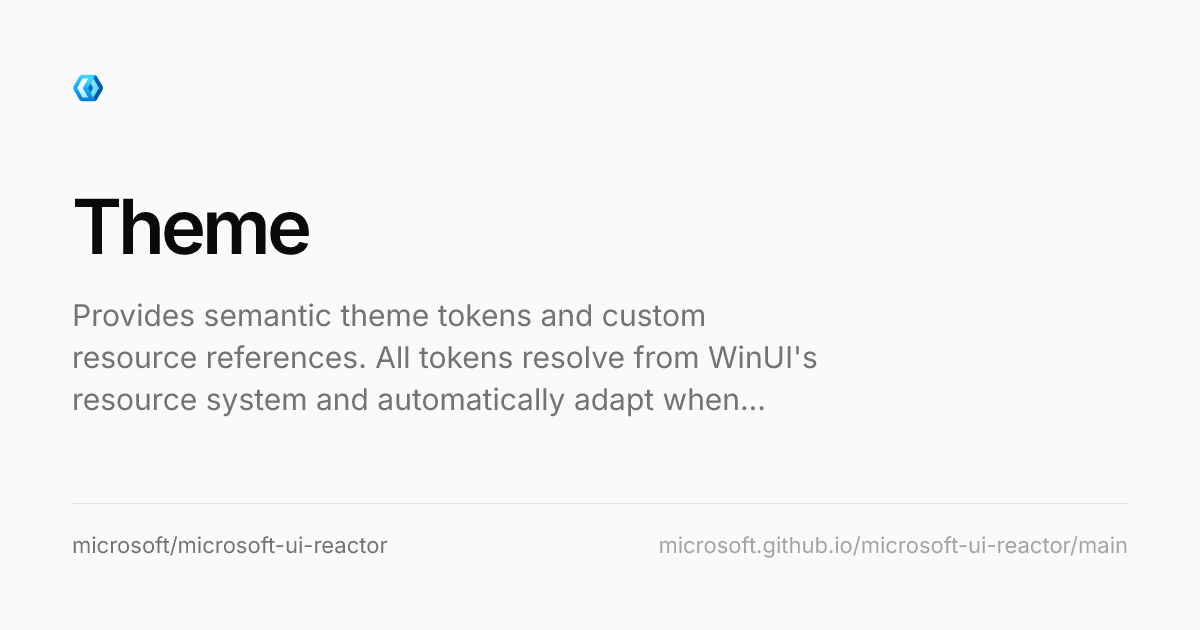 Theme
Provides semantic theme tokens and custom
resource references. All tokens resolve from WinUI's
resource system and automatically adapt when...
microsoft/microsoft-ui-reactor
microsoft.github.io/microsoft-ui-reactor/main